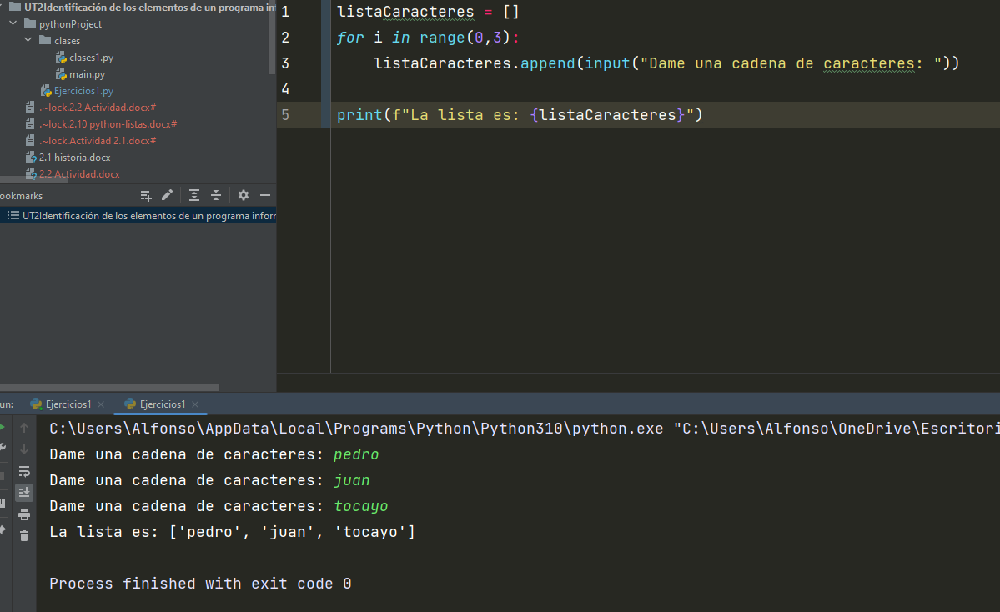 UT2Identificación de los elementos de un programa in
pythonProject
clases
clases1.py
main.py
Ejercicios1.py
.~lock.2.2 Actividad.docx#
.~lock.2.10 python-listas.docx#
.~lock.Actividad 2.1.docx#
2.1 historia.docx
2.2 Actividad.docx
ookmarks
UT2Identificación de los elementos de un programa inforr
1 listaCaracteres = []
2 for i in range(0,3):
3 listaCaracteres.append(input("Dame una cadena de caracteres: "))
4
5 print(f"La lista es: {listaCaracteres}")
un: Ejercicios1 Ejercicios1
C:\Users\Alfonso\AppData\Local\Programs\Python\Python310\python.exe "C:\Users\Alfonso\OneDrive\Escritori
Dame una cadena de caracteres: pedro
Dame una cadena de caracteres: juan
Dame una cadena de caracteres: tocayo
La lista es: ['pedro', 'juan', 'tocayo']
Process finished with exit code 0